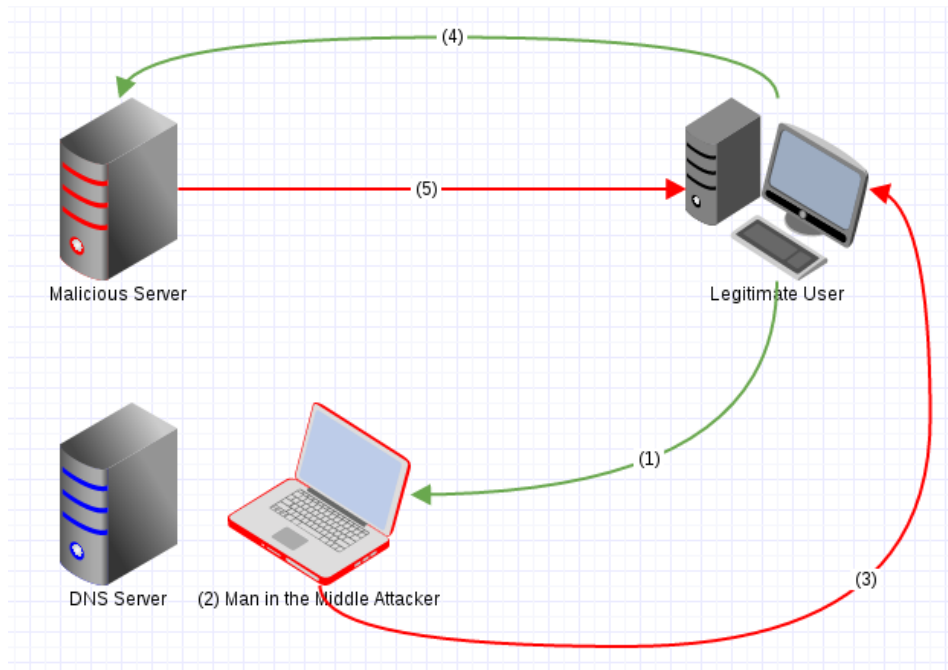 (4)
(5)
Malicious Server
Legitimate User
(1)
(3)
DNS Server
(2) Man in the Middle Attacker